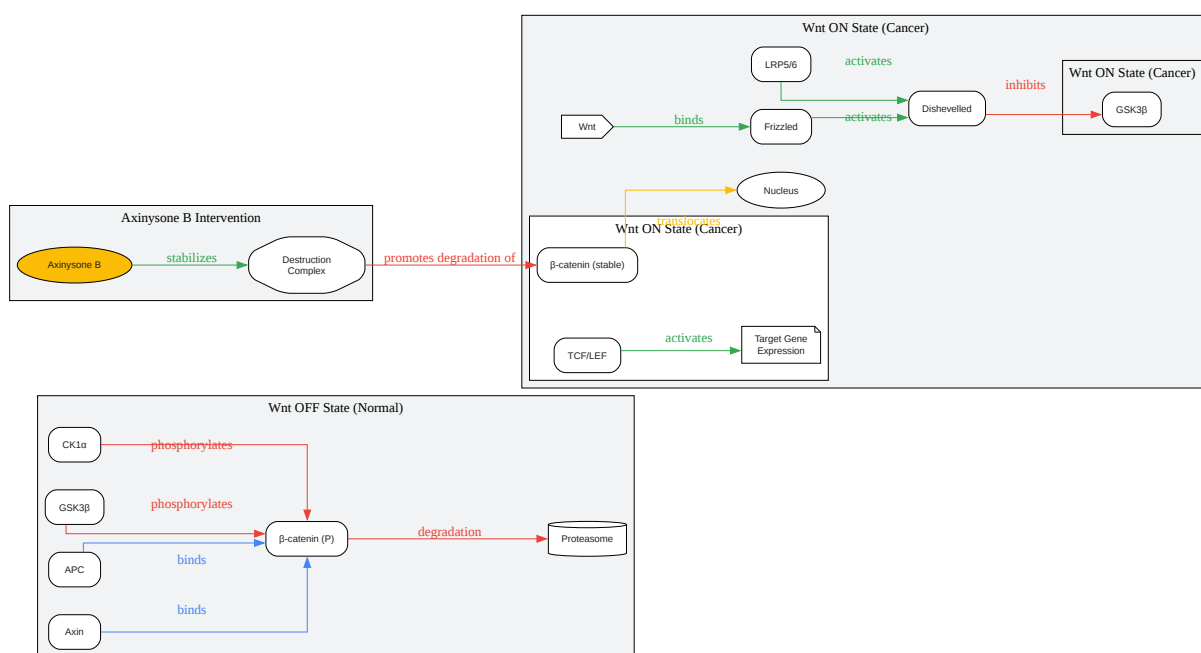 Wnt ON State (Cancer)
LRP5/6
activates
Wnt ON State (Cancer)
inhibits
Dishevelled
GSK3β
Wnt
binds
Frizzled
activates
Nucleus
translocates
Wnt ON State (Cancer)
β-catenin (stable)
TCF/LEF
activates
Target Gene
Expression
Axinysone B Intervention
Axinysone B
stabilizes
Destruction
Complex
promotes degradation of
Wnt OFF State (Normal)
CK1α
phosphorylates
GSK3β
phosphorylates
β-catenin (P)
degradation
Proteasome
APC
binds
Axin
binds